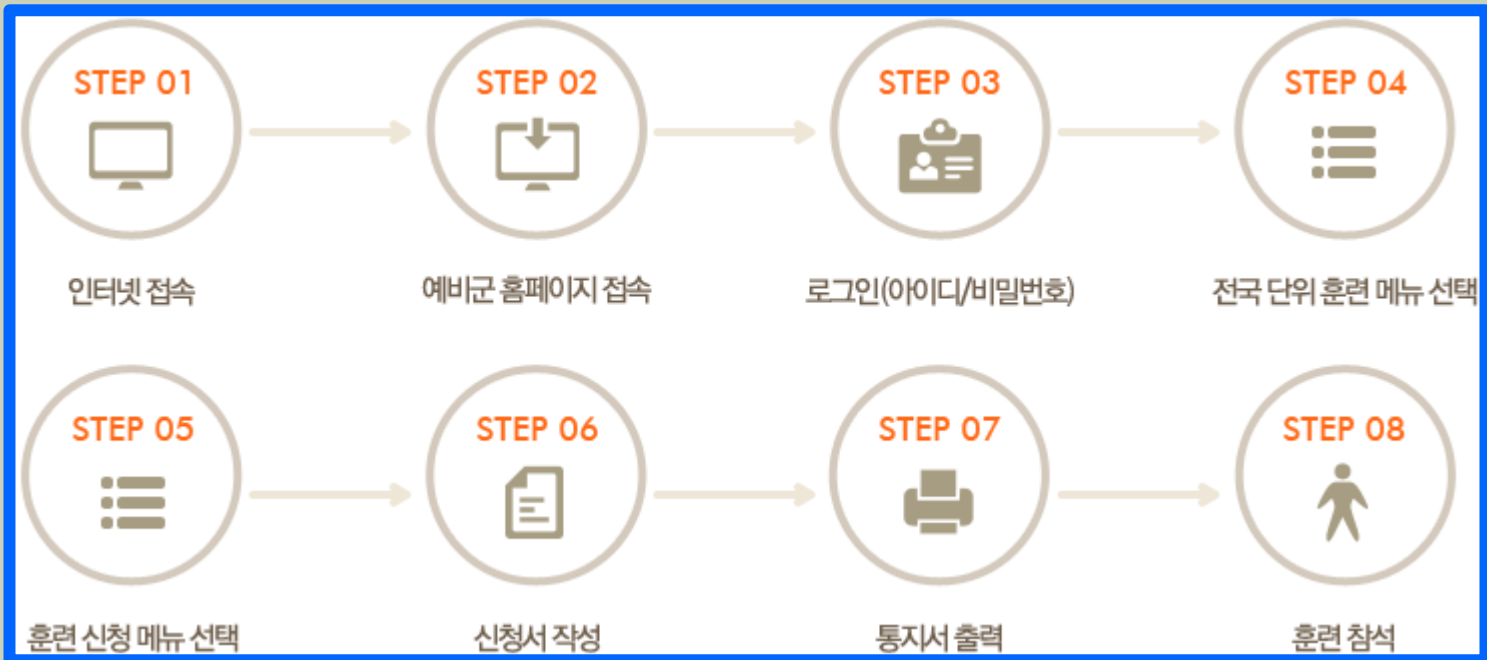 STEP 01
STEP 02
STEP 03
STEP 04
인터넷 접속
예비군 홈페이지 접속
로그인(아이디/비밀번호)
전국 단위 훈련 메뉴 선택
STEP 05
STEP 06
STEP 07
STEP 08
훈련 신청 메뉴 선택
신청서 작성
통지서 출력
훈련 참석